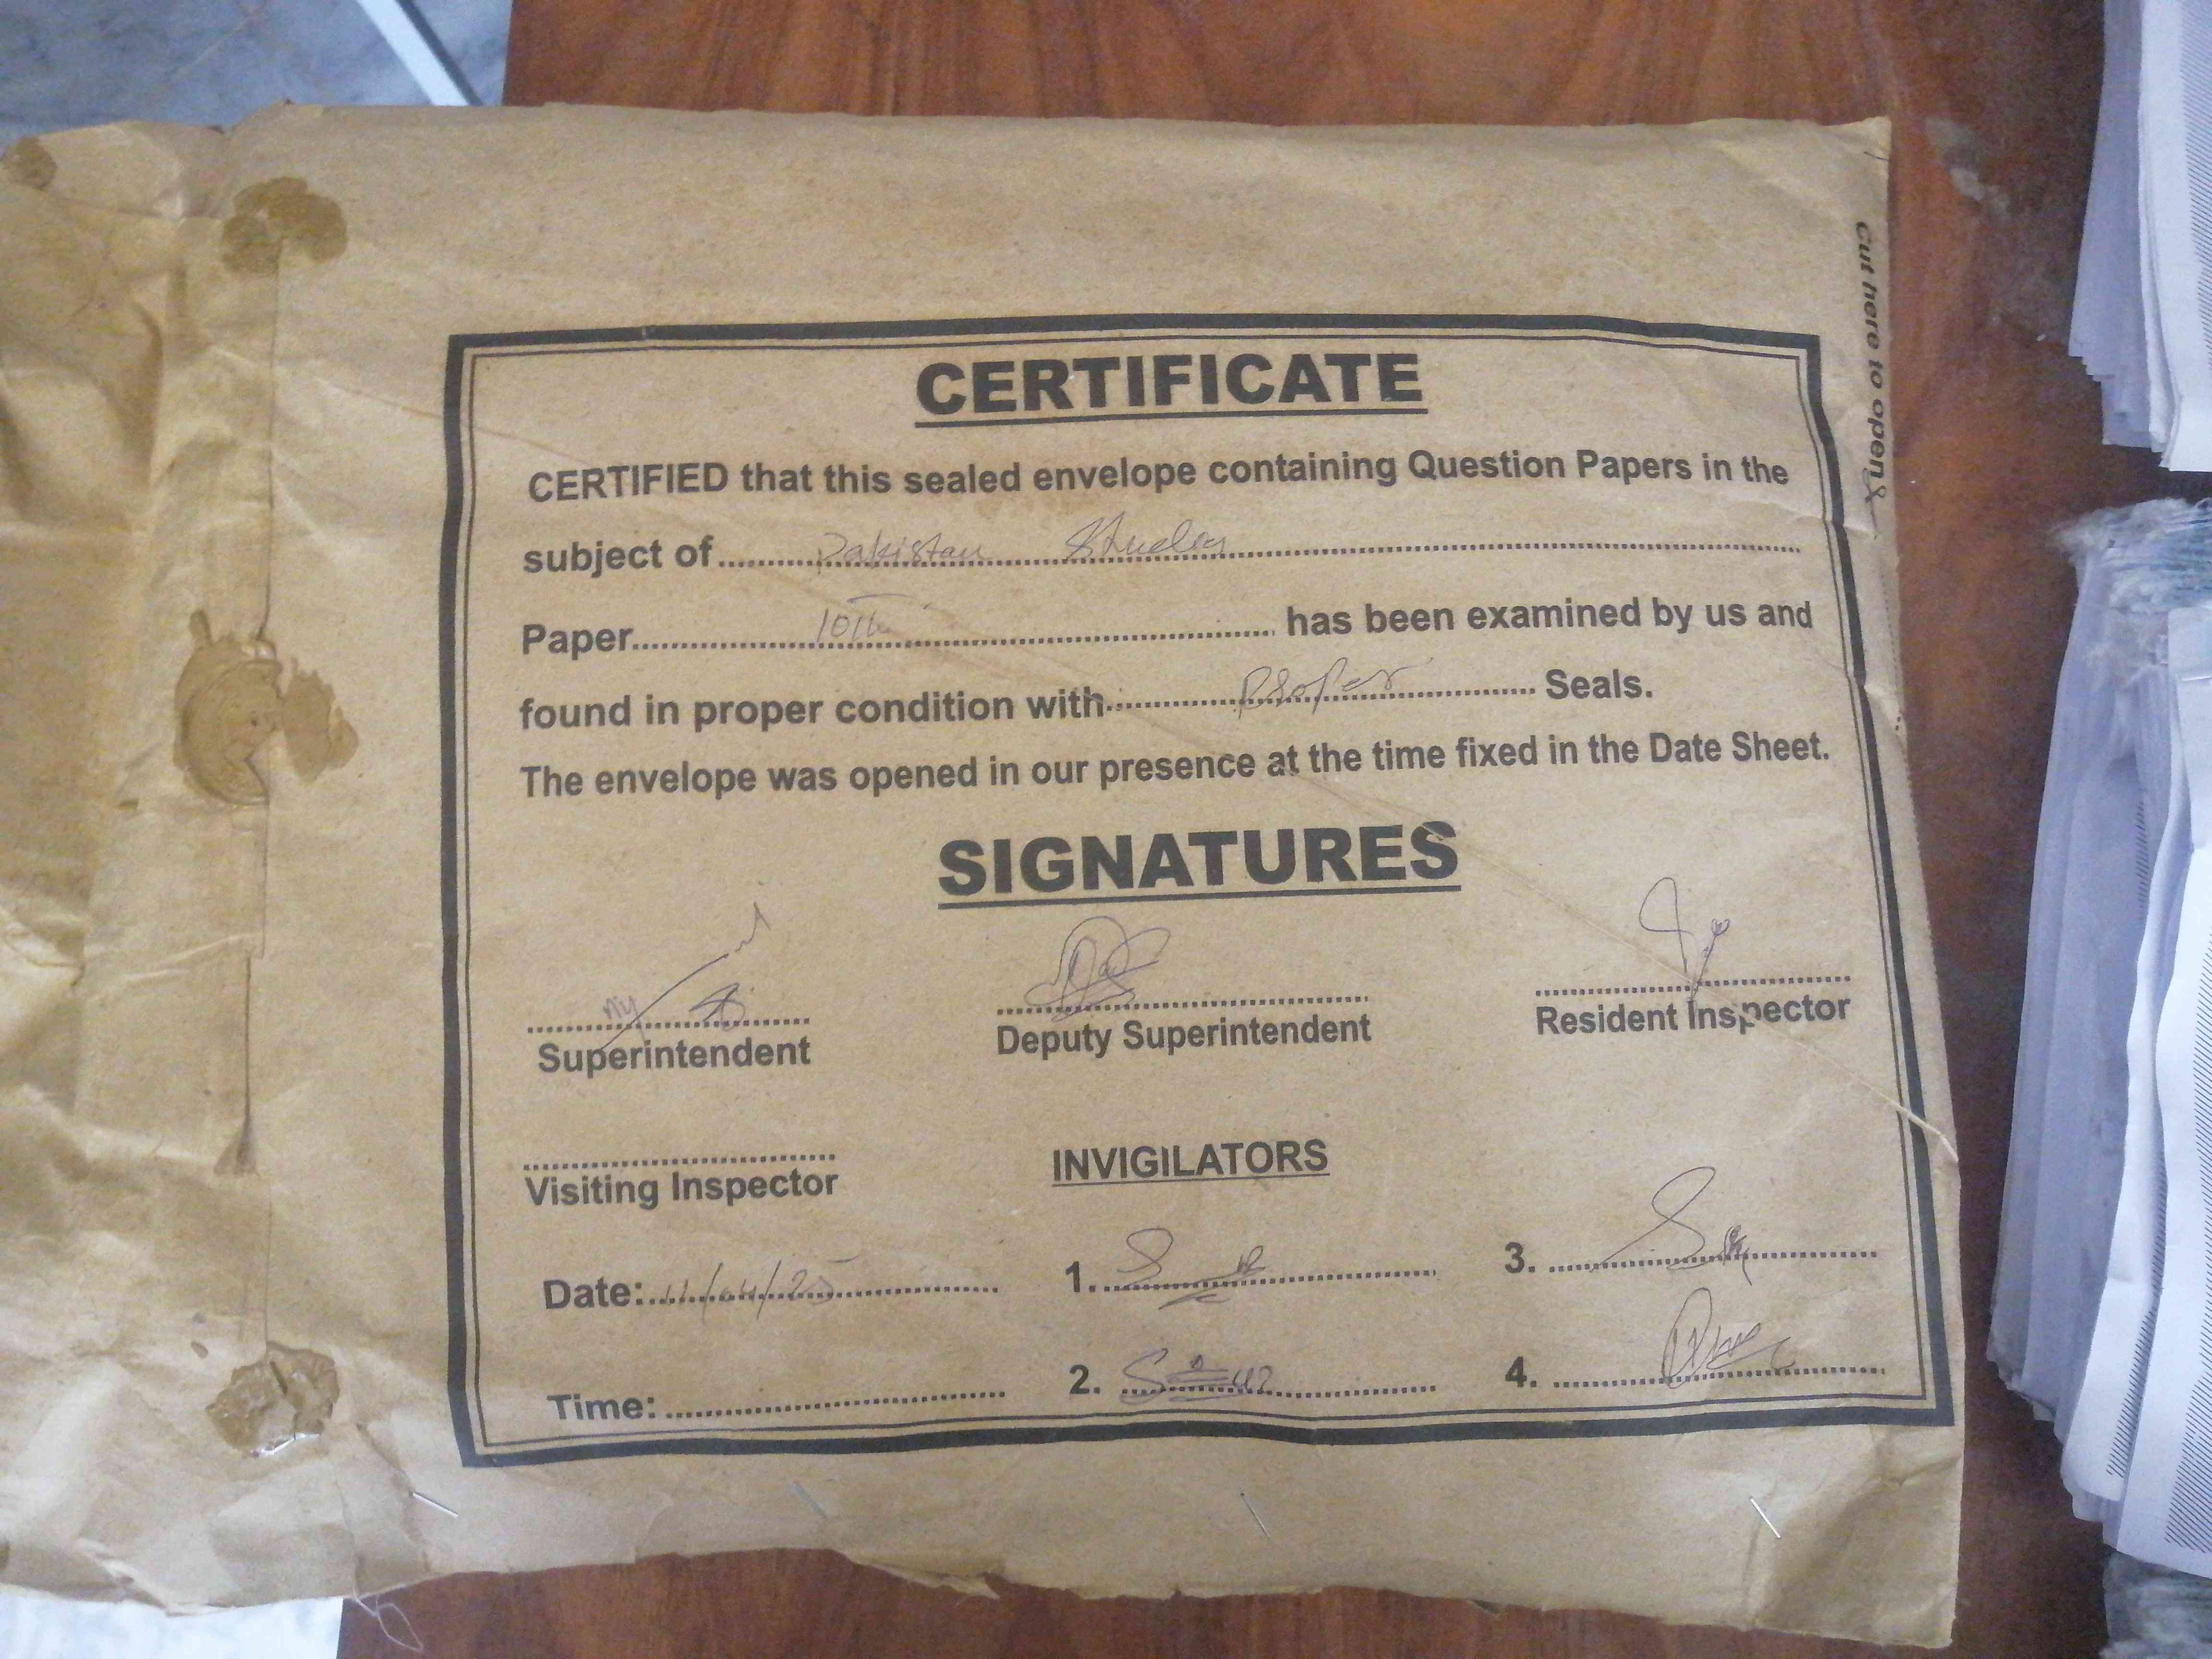 CERTIFICATE
CERTIFIED that this sealed envelope containing Question Papers in the
subject of Pakistan Studies
Paper 10th has been examined by us and
found in proper condition with Proper Seals.
The envelope was opened in our presence at the time fixed in the Date Sheet.
SIGNATURES
Superintendent
Deputy Superintendent
Resident Inspector
Visiting Inspector
INVIGILATORS
Date: 11/04/25
1.
3.
Time:
2.
4.
Cut here to open